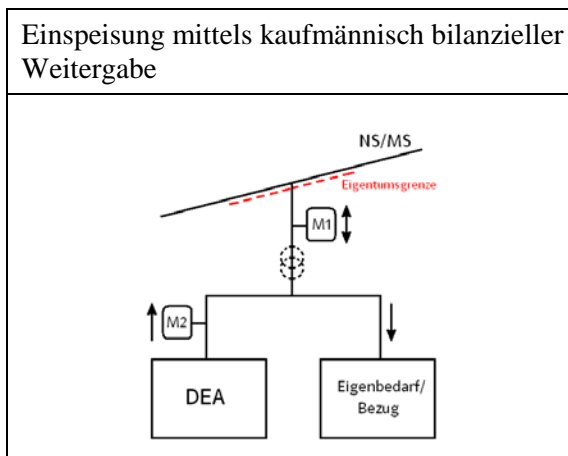 Einspeisung mittels kaufmännisch bilanzieller
Weitergabe
NS/MS
Eigentumsgrenze
M1
M2
DEA
Eigenbedarf/
Bezug